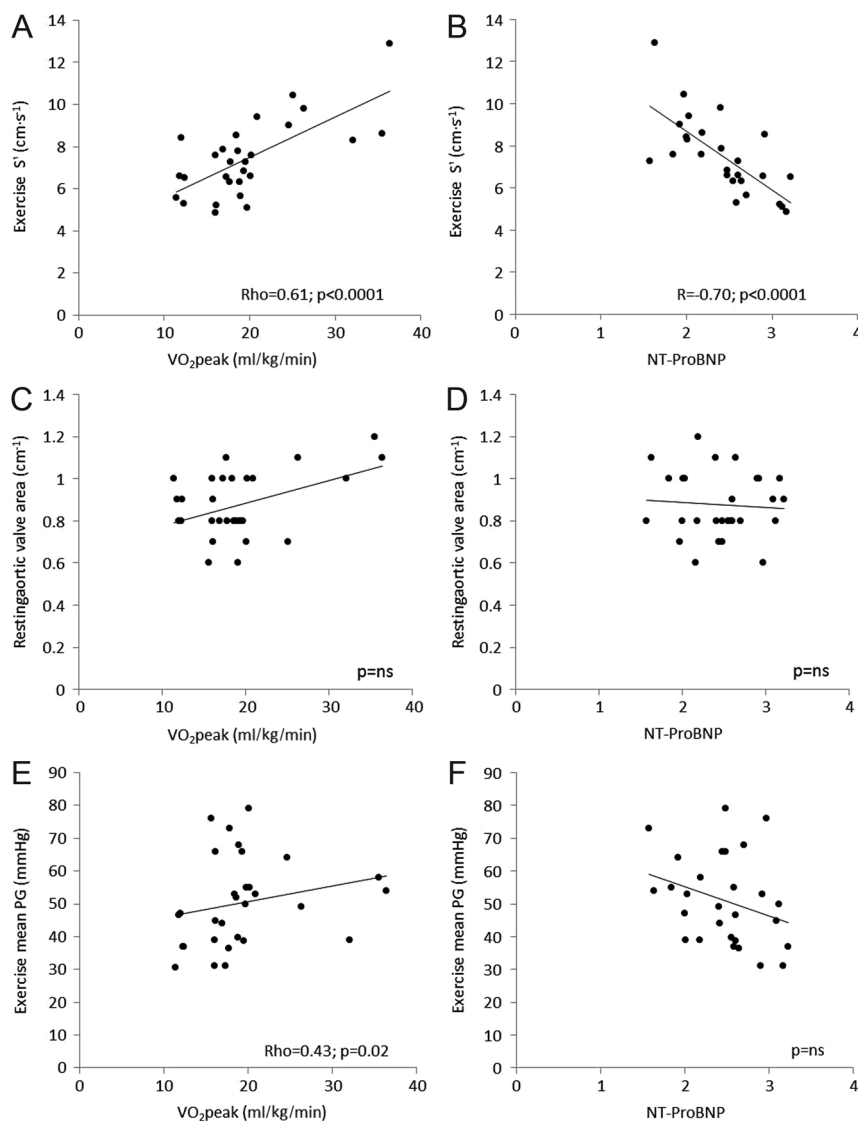 A
14
12
10
8
6
4
2
0
Exercise S' (cm·s⁻¹)
Rho=0.61; p<0.0001
0 10 20 30 40
VO₂peak (ml/kg/min)
B
14
12
10
8
6
4
2
0
Exercise S' (cm·s⁻¹)
R=-0.70; p<0.0001
0 1 2 3 4
NT-ProBNP
C
1.4
1.2
1
0.8
0.6
0.4
0.2
0
Restingaortic valve area (cm⁻¹)
p=ns
0 10 20 30 40
VO₂peak (ml/kg/min)
D
1.4
1.2
1
0.8
0.6
0.4
0.2
0
Restingaortic valve area (cm⁻¹)
p=ns
0 1 2 3 4
NT-ProBNP
E
90
80
70
60
50
40
30
20
10
0
Exercise mean PG (mmHg)
Rho=0.43; p=0.02
0 10 20 30 40
VO₂peak (ml/kg/min)
F
90
80
70
60
50
40
30
20
10
0
Exercise mean PG (mmHg)
p=ns
0 1 2 3 4
NT-ProBNP